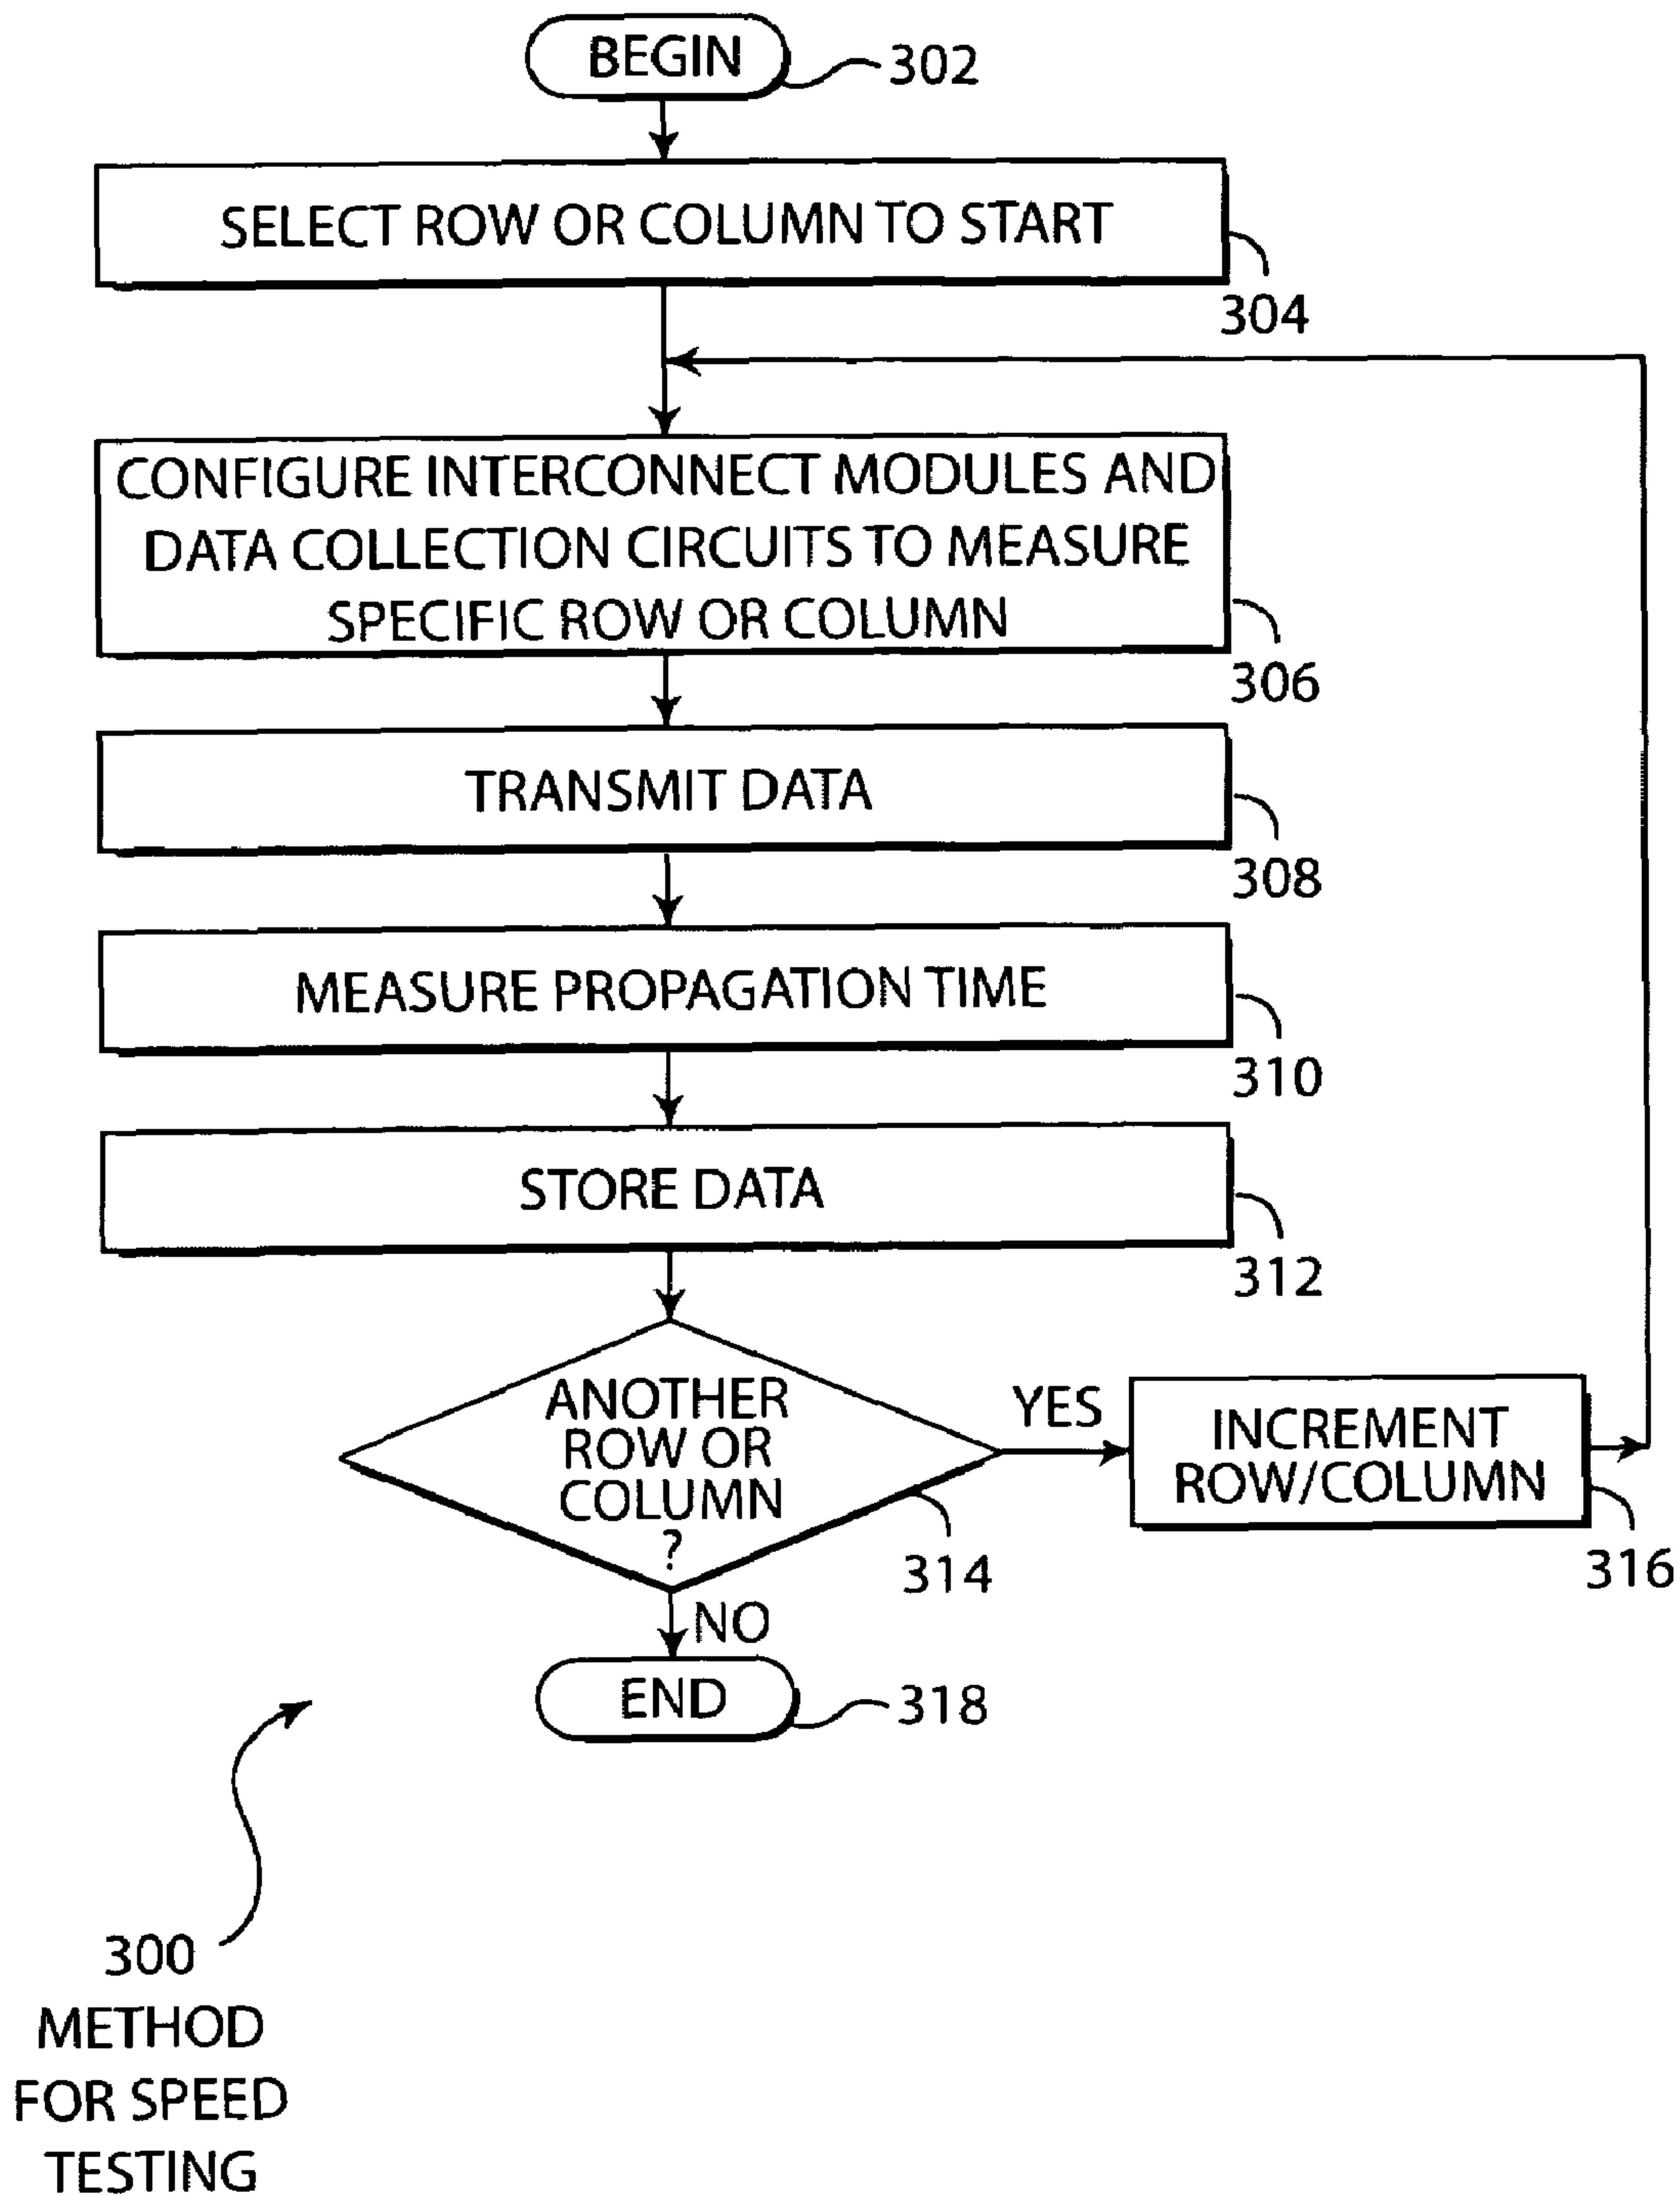 BEGIN
302
SELECT ROW OR COLUMN TO START
304
CONFIGURE INTERCONNECT MODULES AND
DATA COLLECTION CIRCUITS TO MEASURE
SPECIFIC ROW OR COLUMN
306
TRANSMIT DATA
308
MEASURE PROPAGATION TIME
310
STORE DATA
312
ANOTHER
ROW OR
COLUMN
?
314
YES
INCREMENT
ROW/COLUMN
316
NO
END
318
300
METHOD
FOR SPEED
TESTING